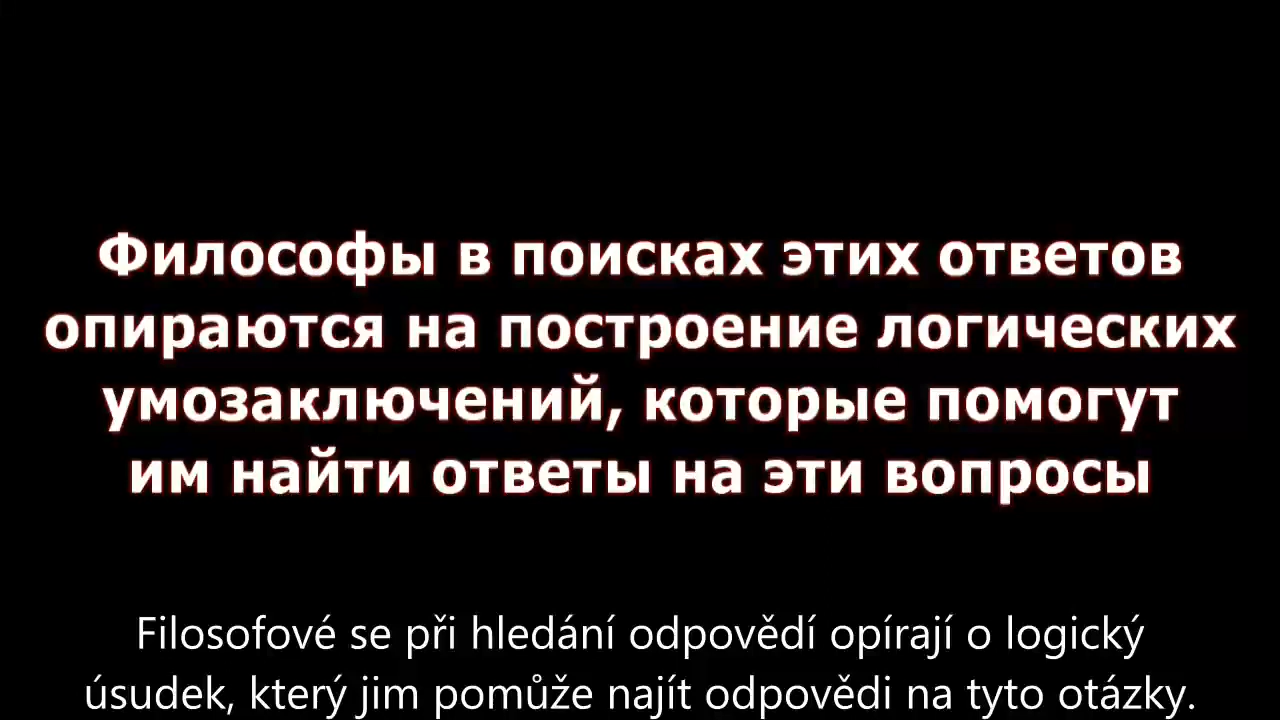 Философы в поисках этих ответов
опираются на построение логических
умозаключений, которые помогут
им найти ответы на эти вопросы
Filosofové se při hledání odpovědí opírají o logický
úsudek, který jim pomůže najít odpovědi na tyto otázky.